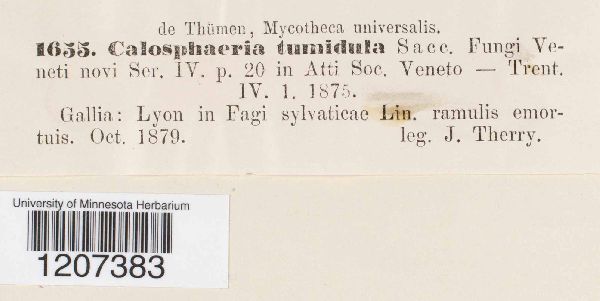 de Thümen, Mycotheca universalis.
1655. Calosphaeria tumidula Sacc. Fungi Ve-
neti novi Ser. IV. p. 20 in Atti Soc. Veneto — Trent.
IV. 1. 1875.
Gallia: Lyon in Fagi sylvaticae Lin. ramulis emor-
tuis. Oct. 1879. leg. J. Therry.
University of Minnesota Herbarium
1207383